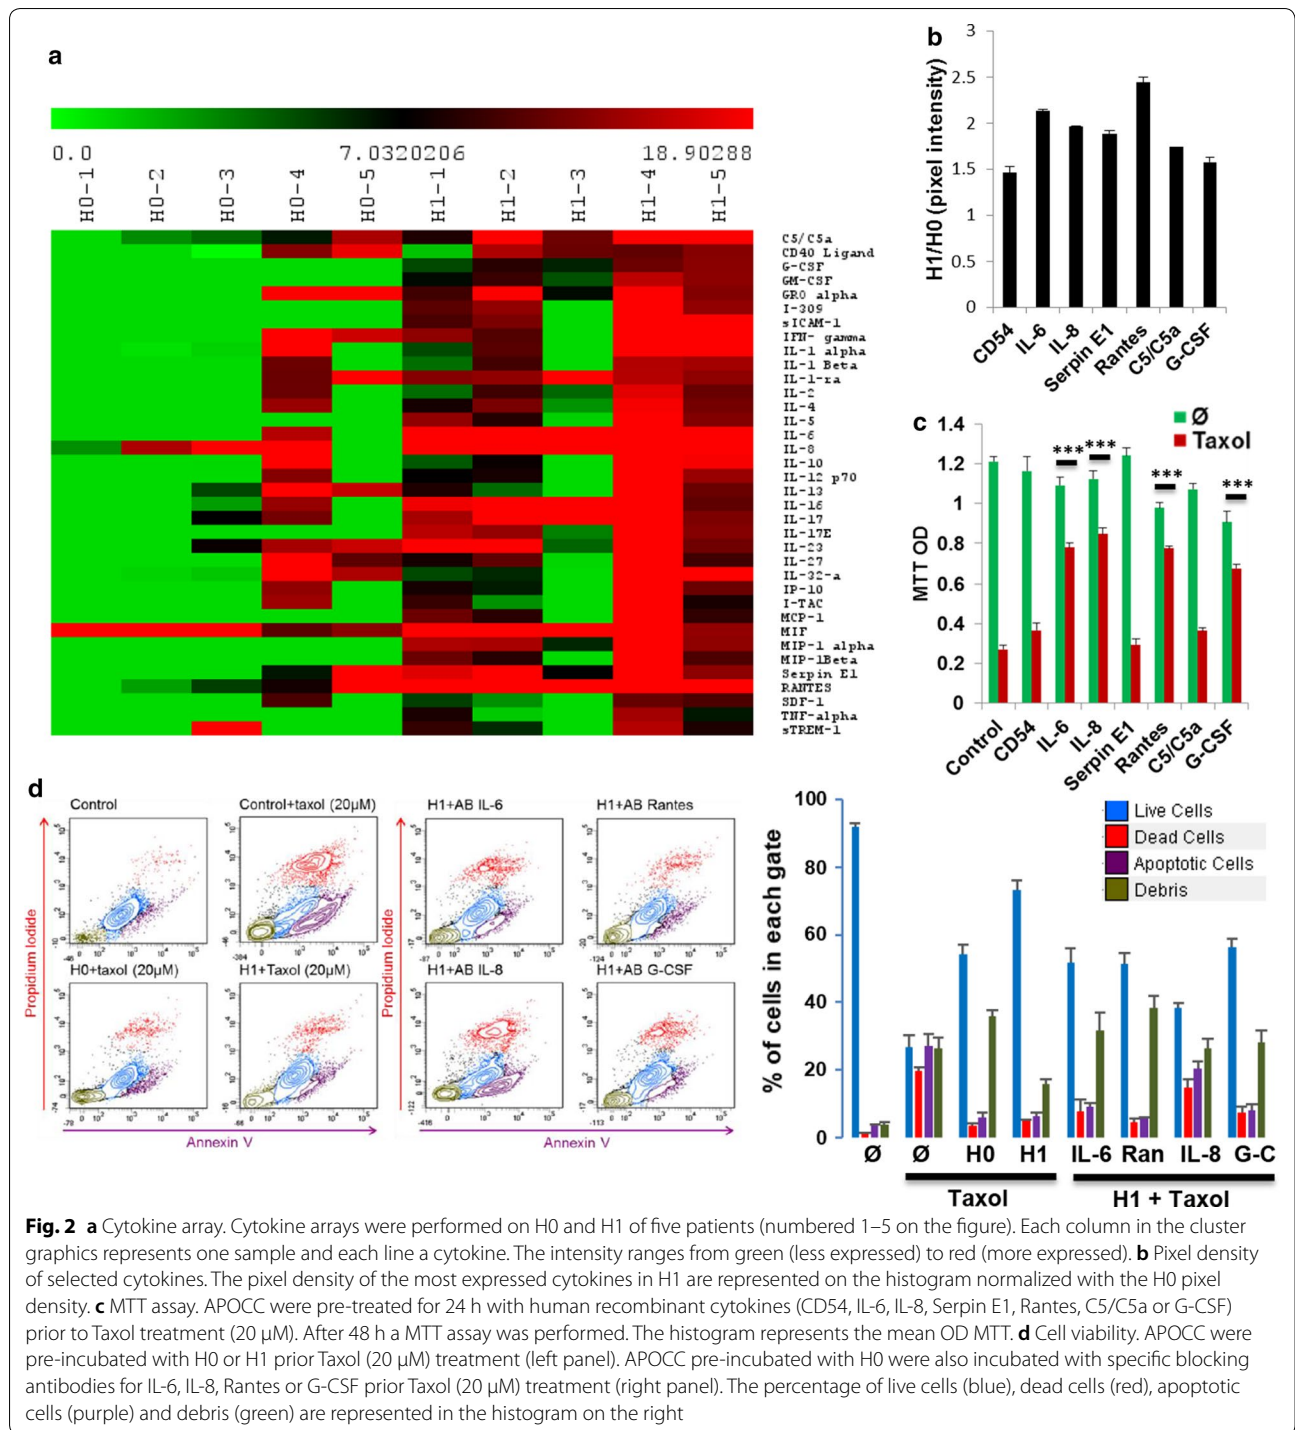 a
0.0 7.0320206 18.90288
H0-1 H0-2 H0-3 H0-4 H0-5 H1-1 H1-2 H1-3 H1-4 H1-5
C5/C5a
CD40 Ligand
G-CSF
GM-CSF
GRO alpha
I-309
sICAM-1
IFN- gamma
IL-1 alpha
IL-1 Beta
IL-1-ra
IL-2
IL-4
IL-5
IL-6
IL-8
IL-10
IL-12 p70
IL-13
IL-16
IL-17
IL-17E
IL-23
IL-27
IL-32-a
IP-10
I-TAC
MCP-1
MIF
MIP-1 alpha
MIP-1Beta
Serpin E1
RANTES
SDF-1
TNF-alpha
sTREM-1
b
H1/H0 (pixel intensity)
3
2.5
2
1.5
1
0.5
0
CD54 IL-6 IL-8 Serpin E1 Rantes C5/C5a G-CSF
c
Ø
Taxol
MTT OD
1.4
1.2
1
0.8
0.6
0.4
0.2
0
*** *** *** ***
Control CD54 IL-6 IL-8 Serpin E1 Rantes C5/C5a G-CSF
d
Control Control+taxol (20µM) H1+AB IL-6 H1+AB Rantes
H0+taxol (20µM) H1+Taxol (20µM) H1+AB IL-8 H1+AB G-CSF
Propidium Iodide Propidium Iodide
Annexin V Annexin V
% of cells in each gate
100
80
60
40
20
0
Live Cells
Dead Cells
Apoptotic Cells
Debris
Ø Ø H0 H1 IL-6 Ran IL-8 G-C
Taxol H1 + Taxol
Fig. 2 a Cytokine array. Cytokine arrays were performed on H0 and H1 of five patients (numbered 1–5 on the figure). Each column in the cluster
graphics represents one sample and each line a cytokine. The intensity ranges from green (less expressed) to red (more expressed). b Pixel density
of selected cytokines. The pixel density of the most expressed cytokines in H1 are represented on the histogram normalized with the H0 pixel
density. c MTT assay. APOCC were pre-treated for 24 h with human recombinant cytokines (CD54, IL-6, IL-8, Serpin E1, Rantes, C5/C5a or G-CSF)
prior to Taxol treatment (20 µM). After 48 h a MTT assay was performed. The histogram represents the mean OD MTT. d Cell viability. APOCC were
pre-incubated with H0 or H1 prior Taxol (20 µM) treatment (left panel). APOCC pre-incubated with H0 were also incubated with specific blocking
antibodies for IL-6, IL-8, Rantes or G-CSF prior Taxol (20 µM) treatment (right panel). The percentage of live cells (blue), dead cells (red), apoptotic
cells (purple) and debris (green) are represented in the histogram on the right